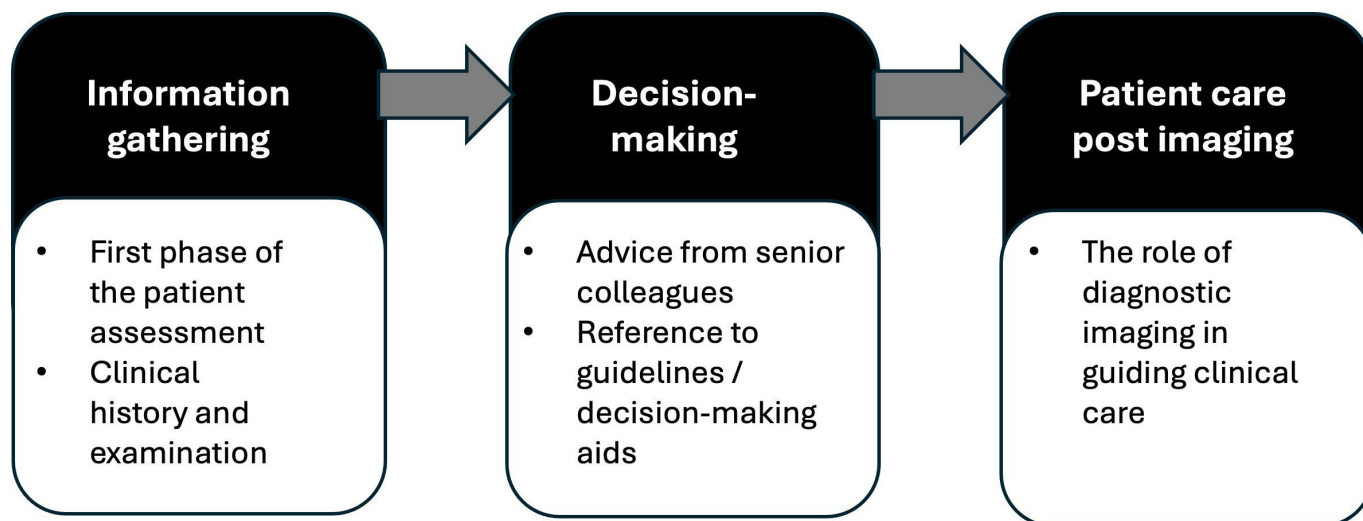 Information
gathering
• First phase of
the patient
assessment
• Clinical
history and
examination
Decision-
making
• Advice from senior
colleagues
• Reference to
guidelines /
decision-making
aids
Patient care
post imaging
• The role of
diagnostic
imaging in
guiding clinical
care